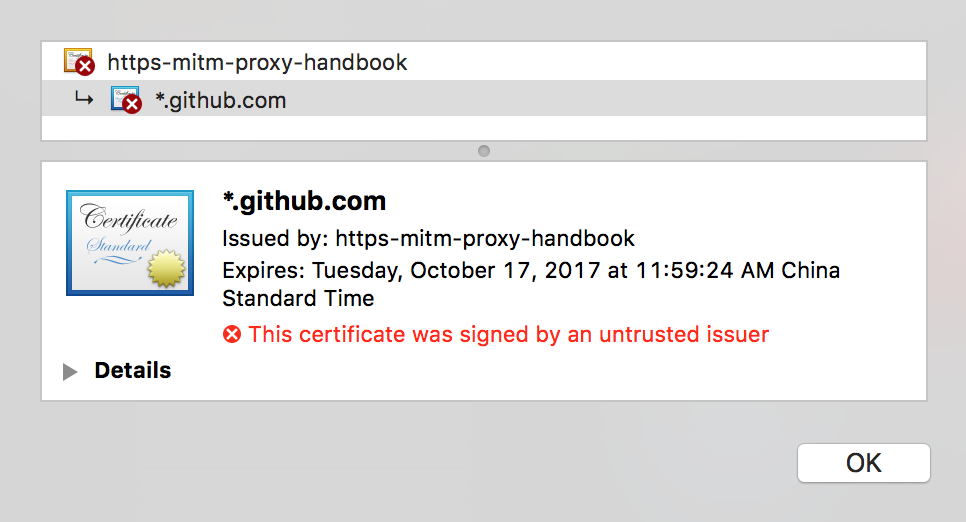 https-mitm-proxy-handbook
*.github.com
Certificate
Standard
*.github.com
Issued by: https-mitm-proxy-handbook
Expires: Tuesday, October 17, 2017 at 11:59:24 AM China
Standard Time
This certificate was signed by an untrusted issuer
Details
OK